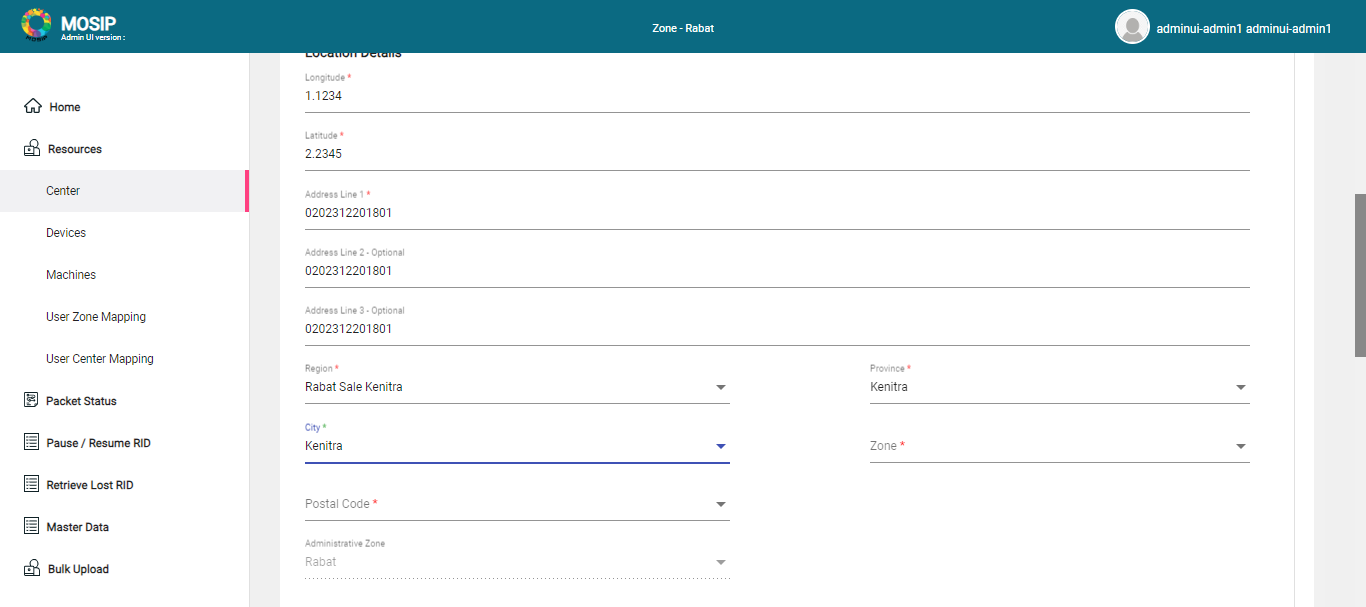 MOSIP
Admin UI version :
Zone - Rabat
adminui-admin1 adminui-admin1
Home
Resources
Center
Devices
Machines
User Zone Mapping
User Center Mapping
Packet Status
Pause / Resume RID
Retrieve Lost RID
Master Data
Bulk Upload
Location Details
Longitude *
1.1234
Latitude *
2.2345
Address Line 1 *
0202312201801
Address Line 2 - Optional
0202312201801
Address Line 3 - Optional
0202312201801
Region *
Rabat Sale Kenitra
Province *
Kenitra
City *
Kenitra
Zone *
Postal Code *
Administrative Zone
Rabat